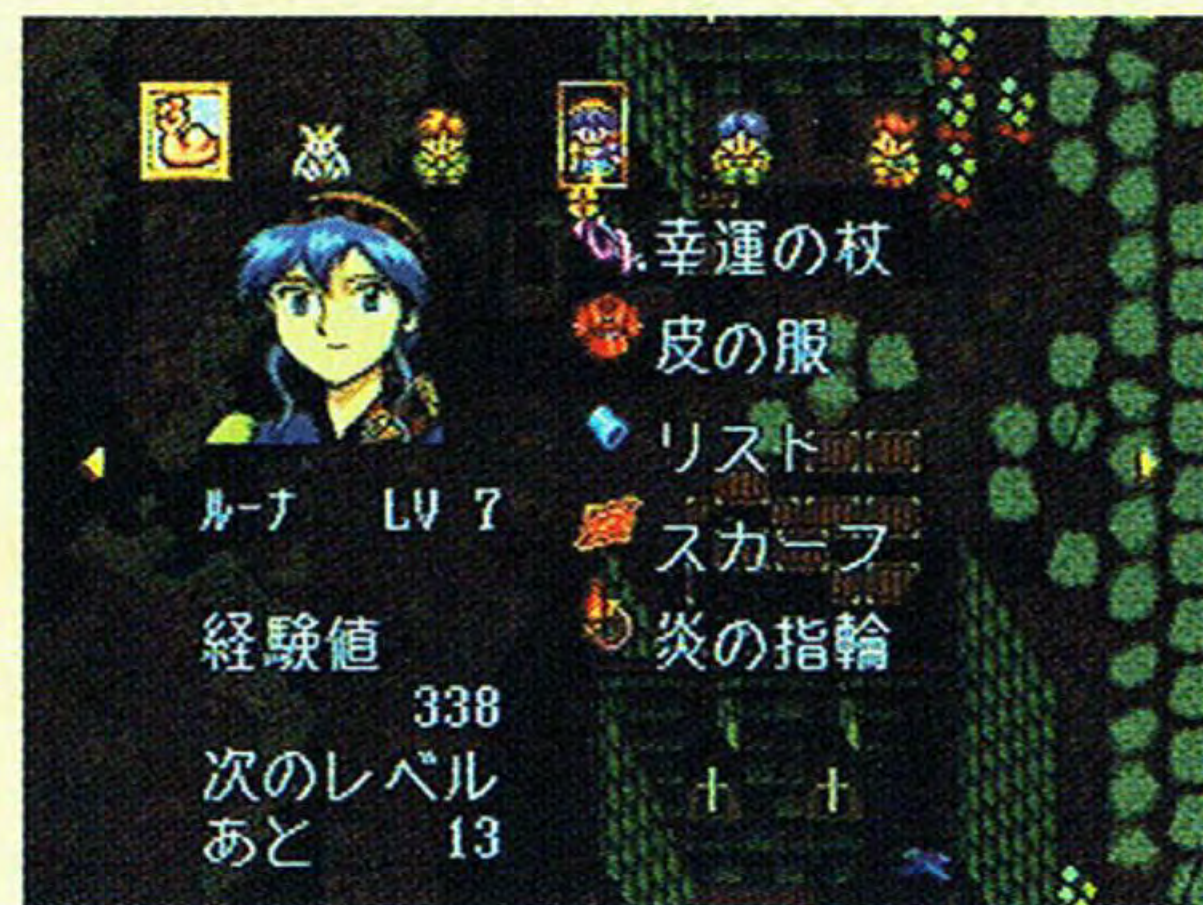 幸運の杖
皮の服
リスト
スカーフ
炎の指輪
ルーナ LV 7
経験値
338
次のレベル
あと 13